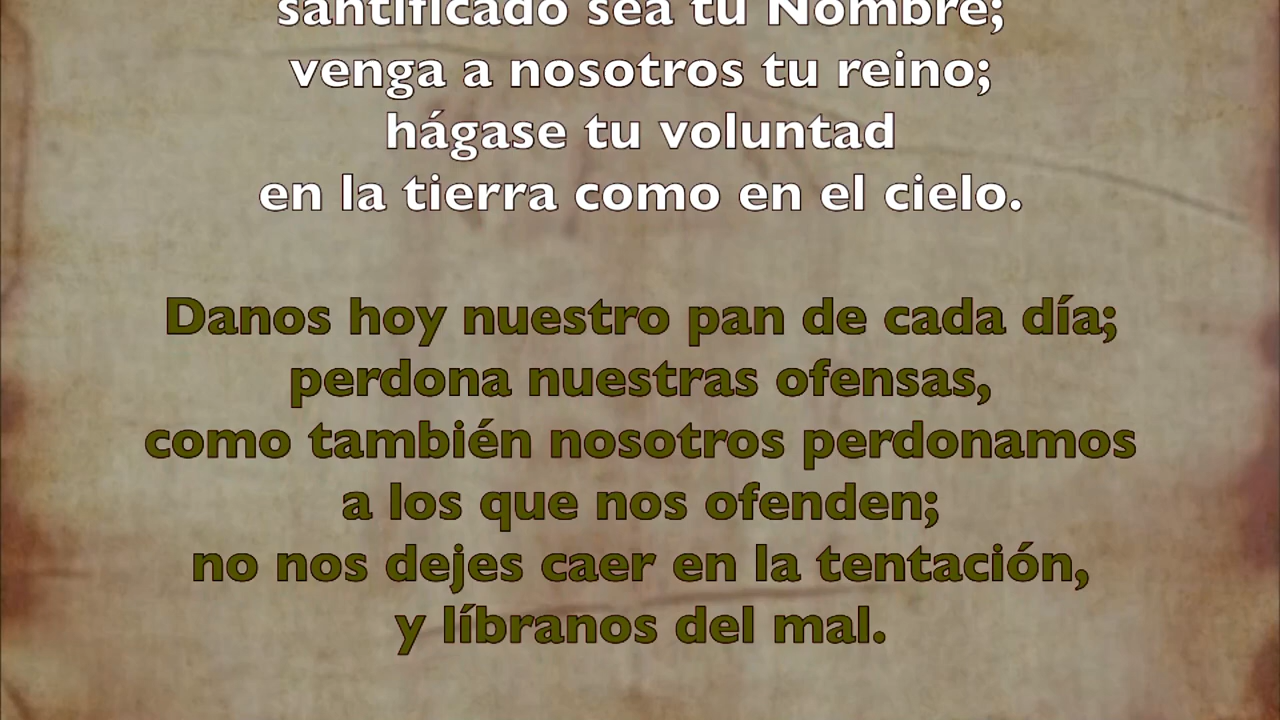 santificado sea tu Nombre;
venga a nosotros tu reino;
hágase tu voluntad
en la tierra como en el cielo.
Danos hoy nuestro pan de cada día;
perdona nuestras ofensas,
como también nosotros perdonamos
a los que nos ofenden;
no nos dejes caer en la tentación,
y líbranos del mal.